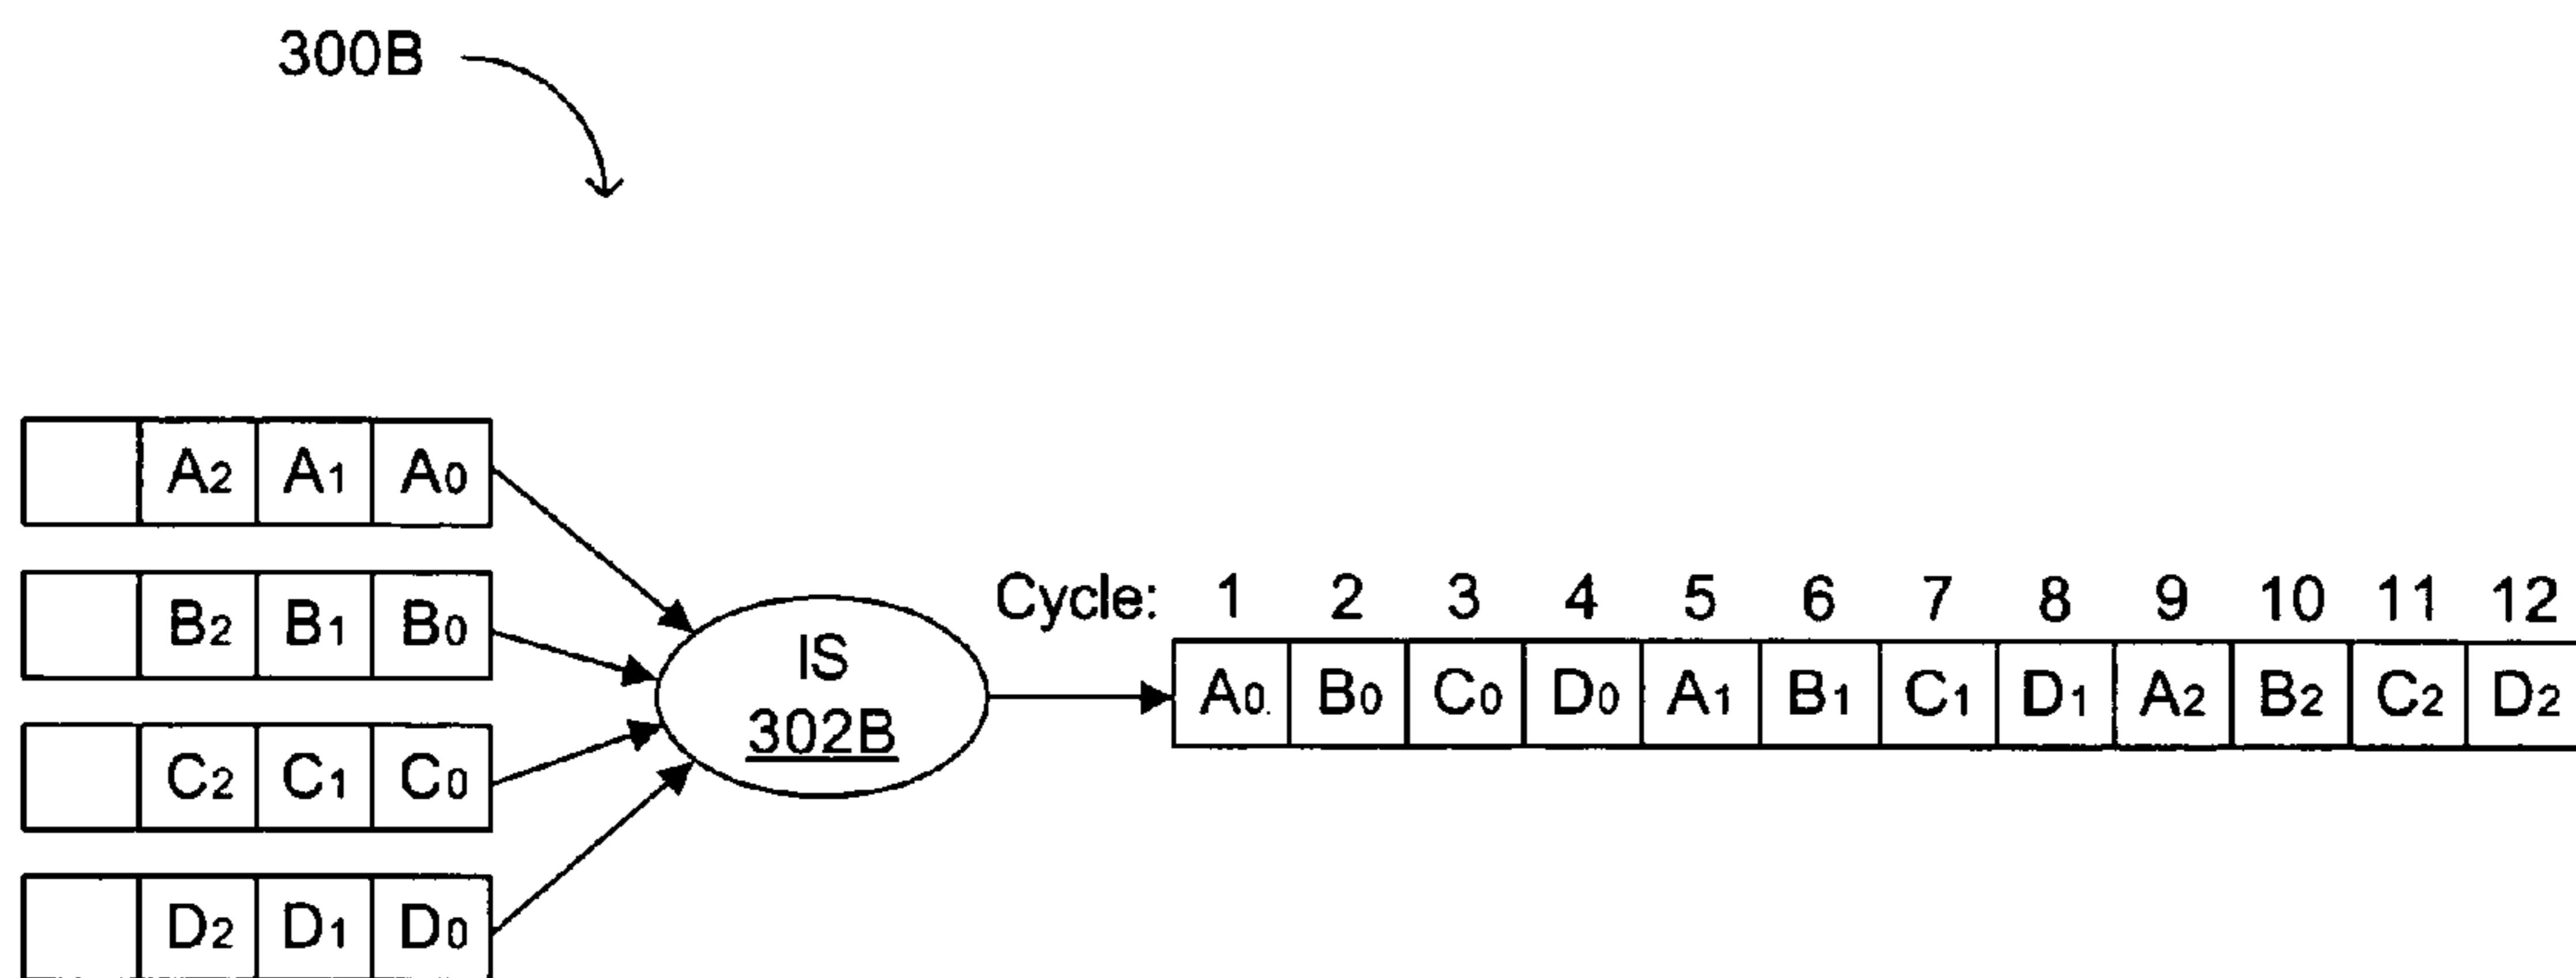 300B
A2 A1 A0
B2 B1 B0
C2 C1 C0
D2 D1 D0
IS
302B
Cycle: 1 2 3 4 5 6 7 8 9 10 11 12
A0 B0 C0 D0 A1 B1 C1 D1 A2 B2 C2 D2